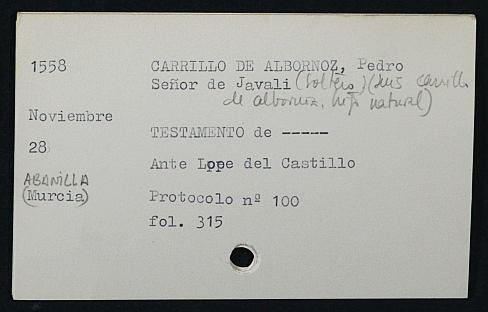 1558
CARRILLO DE ALBORNOZ, Pedro
Señor de Javali (Soltero) (Luis Carrillo
de albornoz, hijo natural)
Noviembre
TESTAMENTO de -----
28
Ante Lope del Castillo
ABANILLA
(Murcia)
Protocolo nº 100
fol. 315